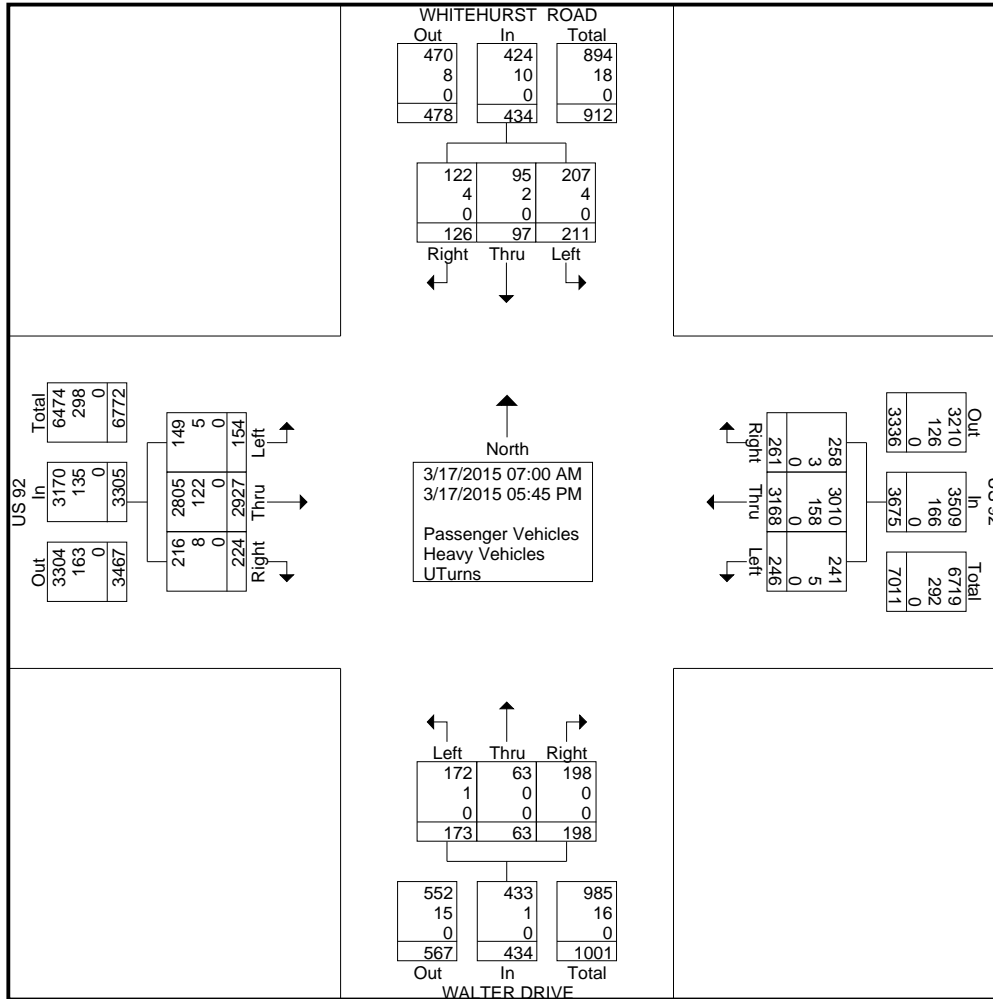 WHITEHURST ROAD
Out In Total
470 424 894
8 10 18
0 0 0
478 434 912
122 95 207
4 2 4
0 0 0
126 97 211
Right Thru Left
US 92
Total In Out
6474 3170 3304
298 135 163
0 0 0
6772 3305 3467
149 2805 216
5 122 8
0 0 0
154 2927 224
Left Thru Right
North
3/17/2015 07:00 AM
3/17/2015 05:45 PM
Passenger Vehicles
Heavy Vehicles
UTurns
Right Thru Left
261 3168 246
0 0 0
3 158 5
258 3010 241
Out In Total
3210 3509 6719
126 166 292
0 0 0
3336 3675 7011
Left Thru Right
172 63 198
1 0 0
0 0 0
173 63 198
552 433 985
15 1 16
0 0 0
567 434 1001
Out In Total
WALTER DRIVE